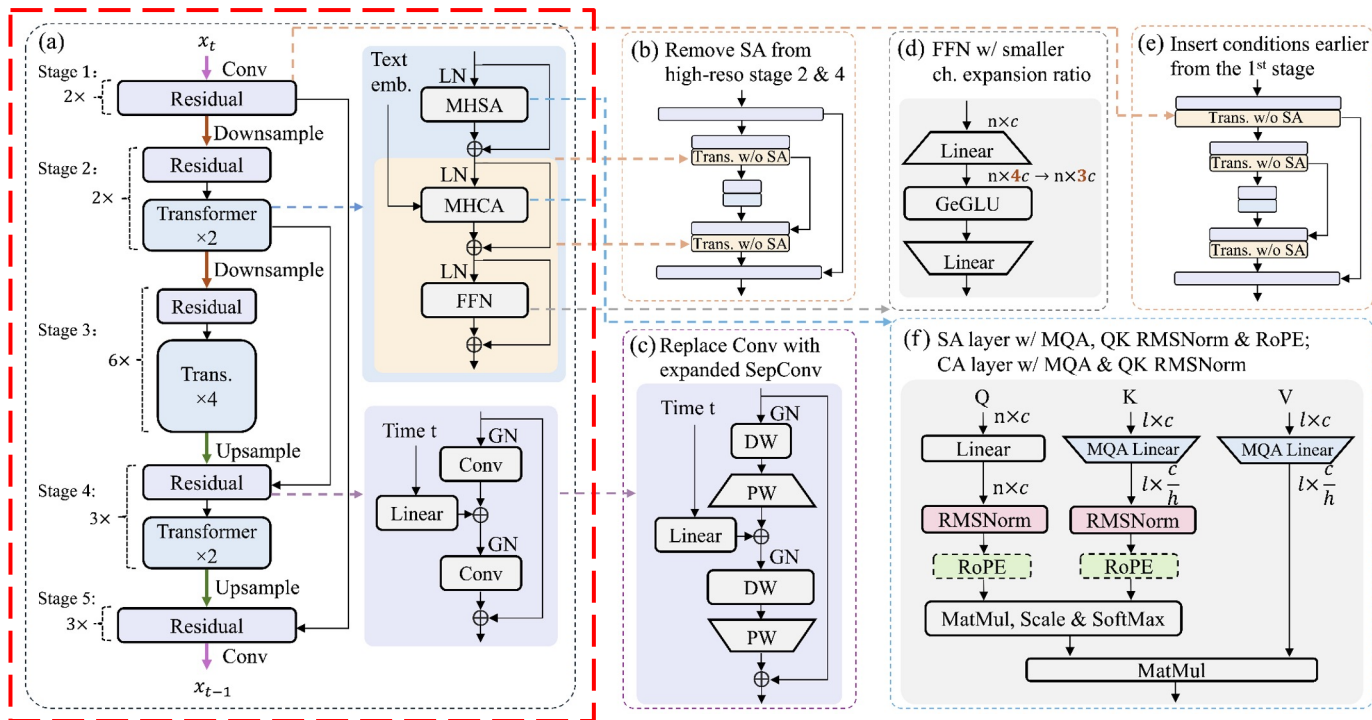 (a)
x_t
Conv
Stage 1:
2×
Residual
Downsample
Stage 2:
2×
Residual
Transformer
×2
Downsample
Stage 3:
6×
Residual
Trans.
×4
Upsample
Stage 4:
3×
Residual
Transformer
×2
Upsample
Stage 5:
3×
Residual
Conv
x_{t−1}
Text
emb.
LN
MHSA
LN
MHCA
LN
FFN
Time t
GN
Conv
Linear
GN
Conv
(b) Remove SA from
high-reso stage 2 & 4
Trans. w/o SA
Trans. w/o SA
(c) Replace Conv with
expanded SepConv
Time t
GN
DW
PW
Linear
GN
DW
PW
(d) FFN w/ smaller
ch. expansion ratio
n×c
Linear
n×4c → n×3c
GeGLU
Linear
(e) Insert conditions earlier
from the 1st stage
Trans. w/o SA
Trans. w/o SA
Trans. w/o SA
(f) SA layer w/ MQA, QK RMSNorm & RoPE;
CA layer w/ MQA & QK RMSNorm
Q K V
n×c l×c l×c
Linear MQA Linear MQA Linear
n×c l×c/h l×c/h
RMSNorm RMSNorm
RoPE RoPE
MatMul, Scale & SoftMax
MatMul